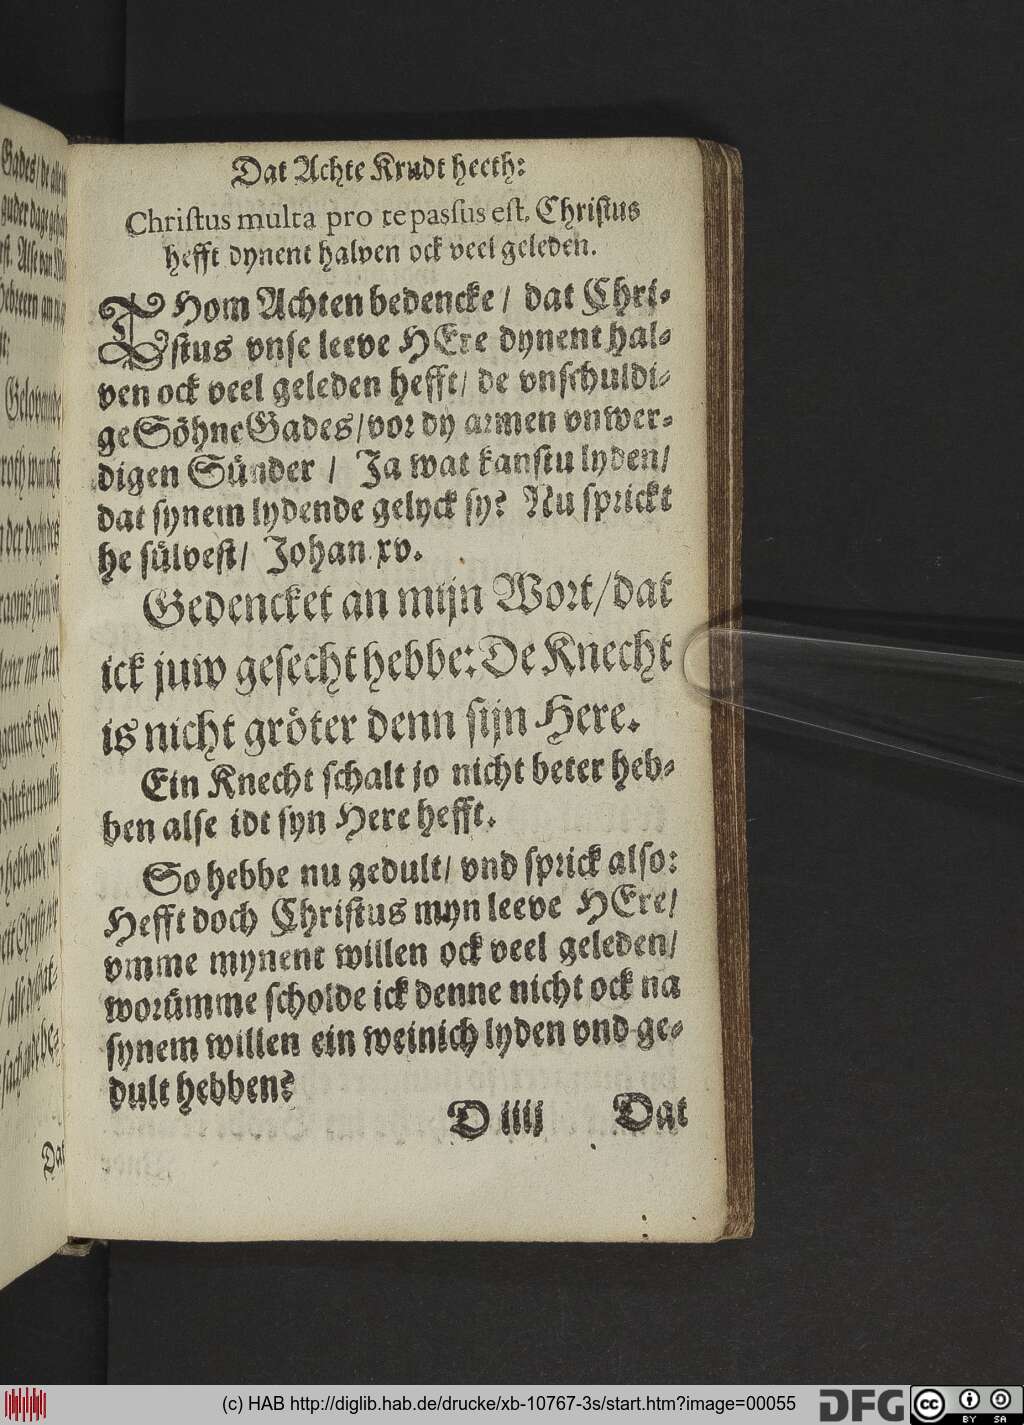 Dat Achte Krudt heeth:
Chriſtus multa pro te paſſus eſt, Chriſtus
hefft dynent halven ock veel geleden.
THom Achten bedencke / dat Chri⸗
ſtus vnſe leeve HEre dynent hal⸗
ven ock veel geleden hefft / de vnſchuldi⸗
ge Söhne Gades / vor dy armen vnwer⸗
digen Sünder / Ja wat kanſtu lyden /
dat ſynem lydende gelyck ſy? Nu ſprickt
he ſülveſt / Johan xv.
Gedencket an mijn Wort / dat
ick juw geſecht hebbe: De Knecht
is nicht gröter denn ſijn Here.
Ein Knecht ſchalt jo nicht beter heb⸗
ben alſe idt ſyn Here hefft.
So hebbe nu gedult / vnd ſprick alſo:
Hefft doch Chriſtus myn leeve HEre /
vmme mynent willen ock veel geleden /
worümme ſcholde ick denne nicht ock na
ſynem willen ein weinich lyden vnd ge⸗
dult hebben?
D iiij Dat
(c) HAB http://diglib.hab.de/drucke/xb-10767-3s/start.htm?image=00055
DFG
cc BY SA